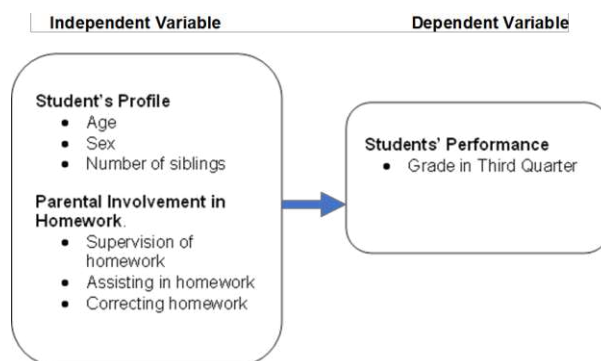 Independent Variable
Dependent Variable
Student's Profile
• Age
• Sex
• Number of siblings
Parental Involvement in
Homework.
• Supervision of
homework
• Assisting in homework
• Correcting homework
Students' Performance
• Grade in Third Quarter